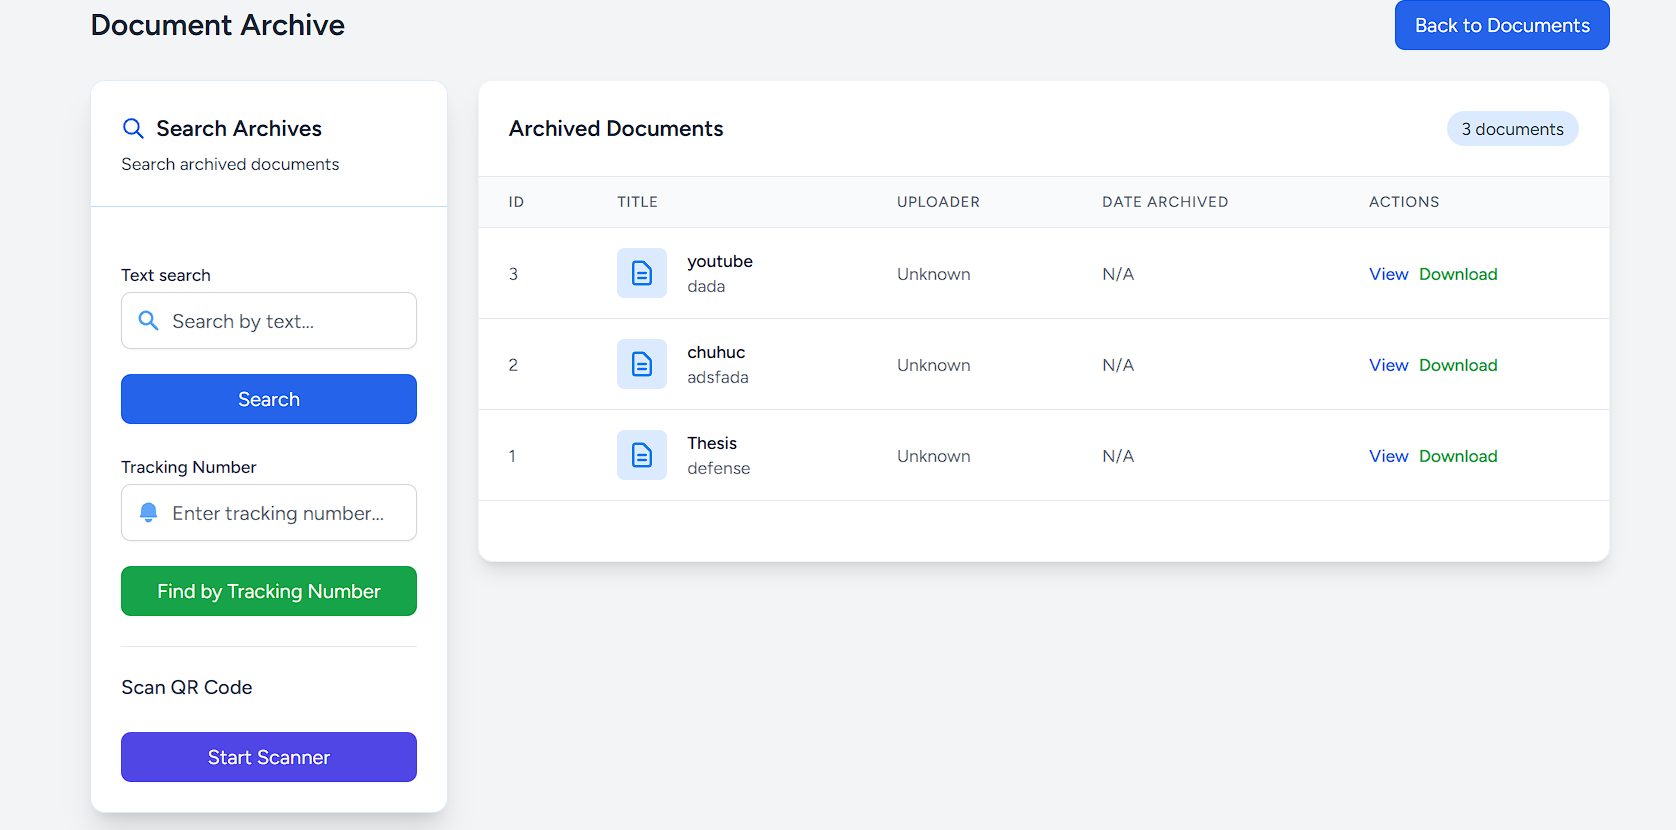 Document Archive
Back to Documents
Search Archives
Search archived documents
Text search
Search by text...
Search
Tracking Number
Enter tracking number...
Find by Tracking Number
Scan QR Code
Start Scanner
Archived Documents
3 documents
ID TITLE UPLOADER DATE ARCHIVED ACTIONS
3 youtube dada Unknown N/A View Download
2 chuhuc adsfada Unknown N/A View Download
1 Thesis defense Unknown N/A View Download